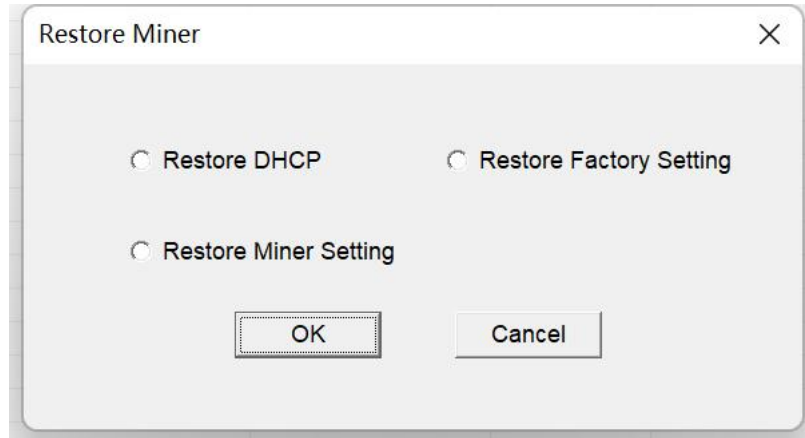 Restore Miner
Restore DHCP
Restore Factory Setting
Restore Miner Setting
OK
Cancel